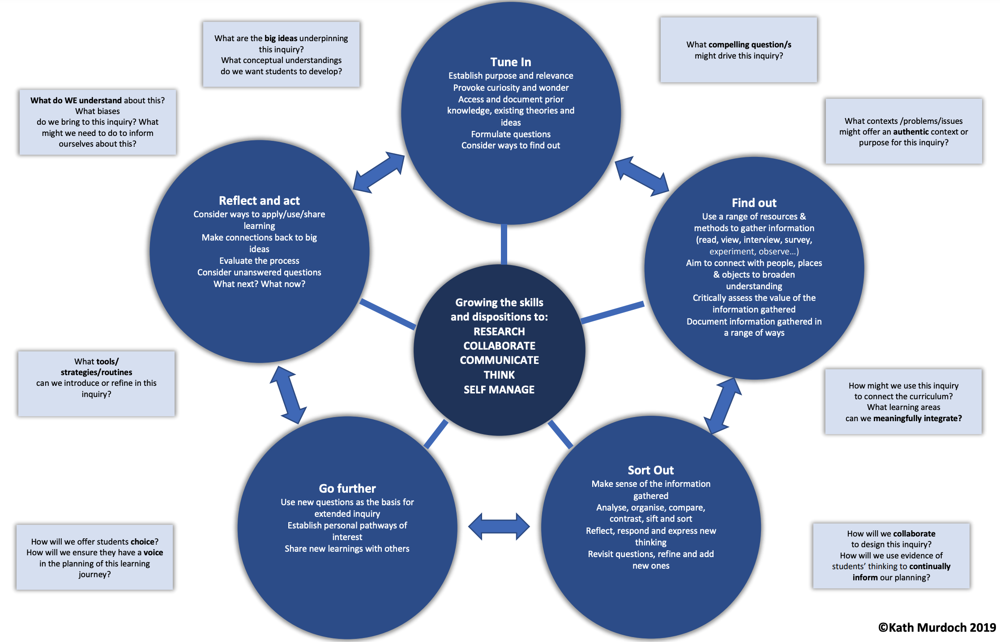 What are the big ideas underpinning
this inquiry?
What conceptual understandings
do we want students to develop?
What compelling question/s
might drive this inquiry?
What do WE understand about this?
What biases
do we bring to this inquiry? What
might we need to do to inform
ourselves about this?
What contexts /problems/issues
might offer an authentic context or
purpose for this inquiry?
Tune In
Establish purpose and relevance
Provoke curiosity and wonder
Access and document prior
knowledge, existing theories and
ideas
Formulate questions
Consider ways to find out
Reflect and act
Consider ways to apply/use/share
learning
Make connections back to big
ideas
Evaluate the process
Consider unanswered questions
What next? What now?
Find out
Use a range of resources &
methods to gather information
(read, view, interview, survey,
experiment, observe...)
Aim to connect with people, places
& objects to broaden
understanding
Critically assess the value of the
information gathered
Document information gathered in
a range of ways
Growing the skills
and dispositions to:
RESEARCH
COLLABORATE
COMMUNICATE
THINK
SELF MANAGE
What tools/
strategies/routines
can we introduce or refine in this
inquiry?
How might we use this inquiry
to connect the curriculum?
What learning areas
can we meaningfully integrate?
Go further
Use new questions as the basis for
extended inquiry
Establish personal pathways of
interest
Share new learnings with others
Sort Out
Make sense of the information
gathered
Analyse, organise, compare,
contrast, sift and sort
Reflect, respond and express new
thinking
Revisit questions, refine and add
new ones
How will we offer students choice?
How will we ensure they have a voice
in the planning of this learning
journey?
How will we collaborate
to design this inquiry?
How will we use evidence of
students’ thinking to continually
inform our planning?
©Kath Murdoch 2019